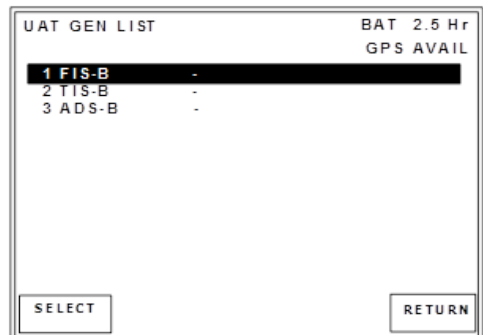 UAT GEN LIST BAT 2.5 Hr
GPS AVAIL
1 FIS-B -
2 TIS-B -
3 ADS-B -
SELECT RETURN